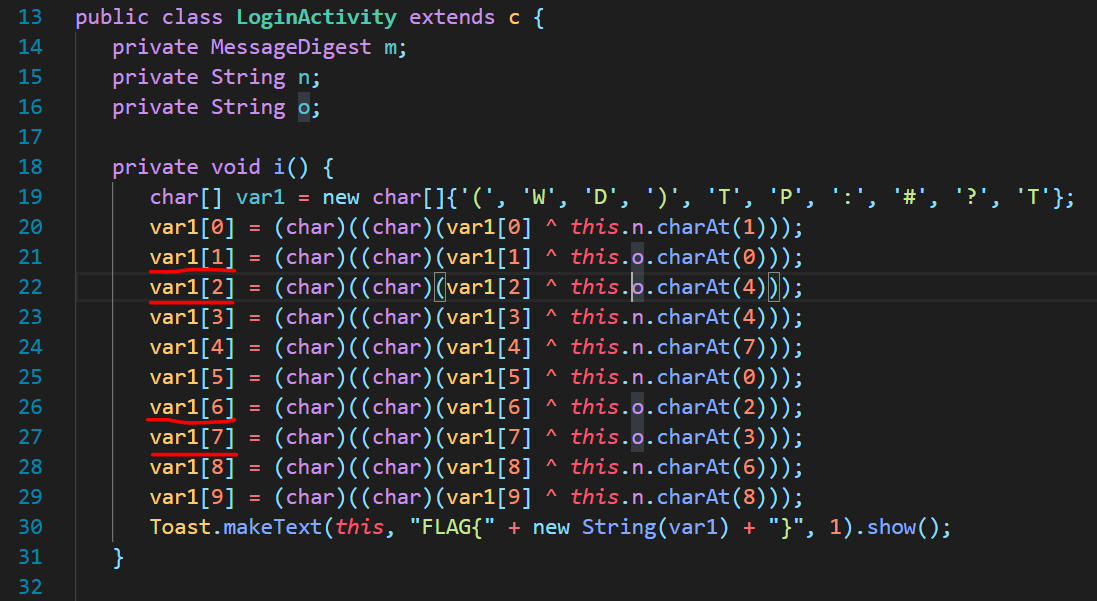 13 public class LoginActivity extends c {
14 private MessageDigest m;
15 private String n;
16 private String o;
17
18 private void i() {
19 char[] var1 = new char[]{'(', 'W', 'D', ')', 'T', 'P', ':', '#', '?', 'T'};
20 var1[0] = (char)((char)(var1[0] ^ this.n.charAt(1)));
21 var1[1] = (char)((char)(var1[1] ^ this.o.charAt(0)));
22 var1[2] = (char)((char)(var1[2] ^ this.o.charAt(4)));
23 var1[3] = (char)((char)(var1[3] ^ this.n.charAt(4)));
24 var1[4] = (char)((char)(var1[4] ^ this.n.charAt(7)));
25 var1[5] = (char)((char)(var1[5] ^ this.n.charAt(0)));
26 var1[6] = (char)((char)(var1[6] ^ this.o.charAt(2)));
27 var1[7] = (char)((char)(var1[7] ^ this.o.charAt(3)));
28 var1[8] = (char)((char)(var1[8] ^ this.n.charAt(6)));
29 var1[9] = (char)((char)(var1[9] ^ this.n.charAt(8)));
30 Toast.makeText(this, "FLAG{" + new String(var1) + "}", 1).show();
31 }
32